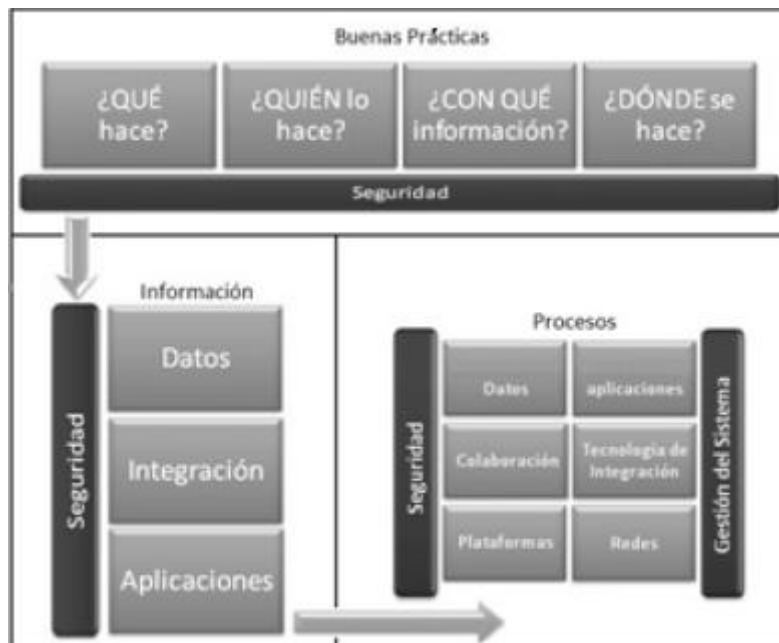 Buenas Prácticas
¿QUÉ
hace?
¿QUIÉN lo
hace?
¿CON QUÉ
información?
¿DÓNDE se
hace?
Seguridad
Información
Seguridad
Datos
Integración
Aplicaciones
Procesos
Seguridad
Datos
aplicaciones
Colaboración
Tecnología de
Integración
Plataformas
Redes
Gestión del Sistema